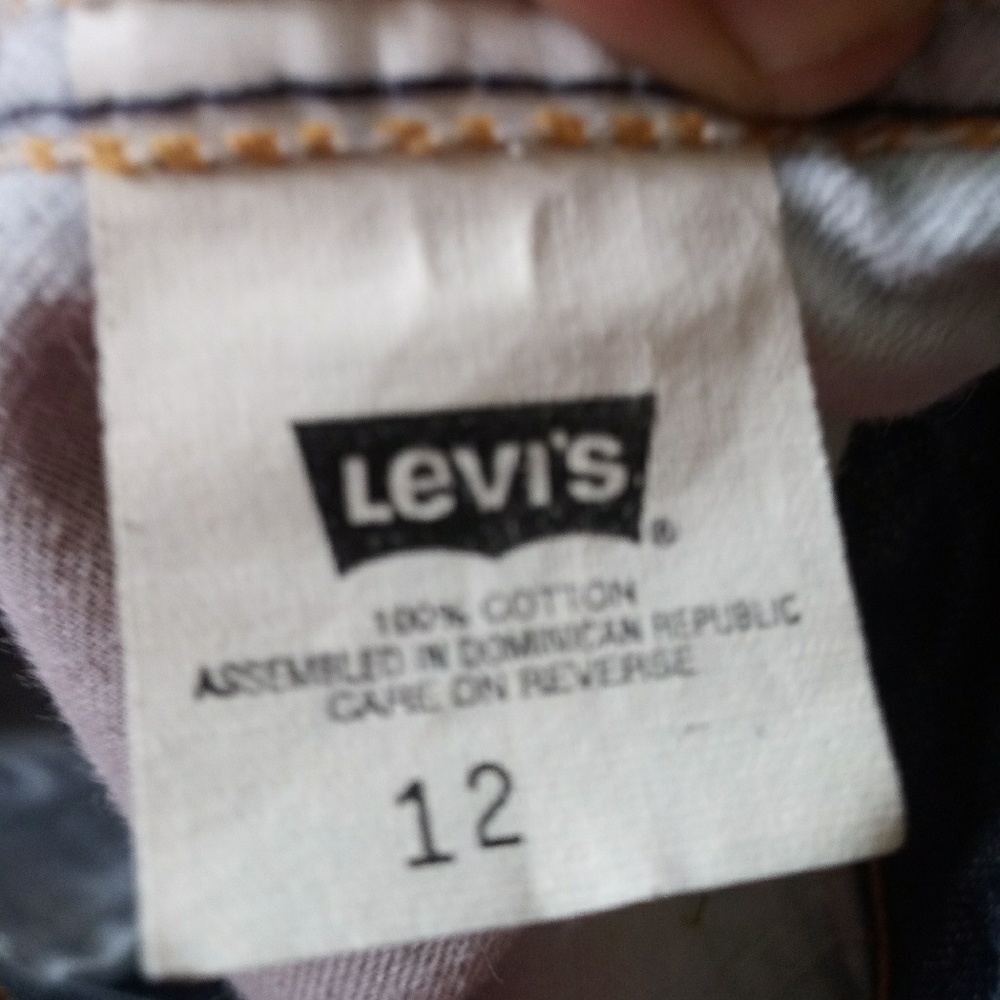 LEVI'S
®
100% COTTON
ASSEMBLED IN DOMINICAN REPUBLIC
CARE ON REVERSE
12